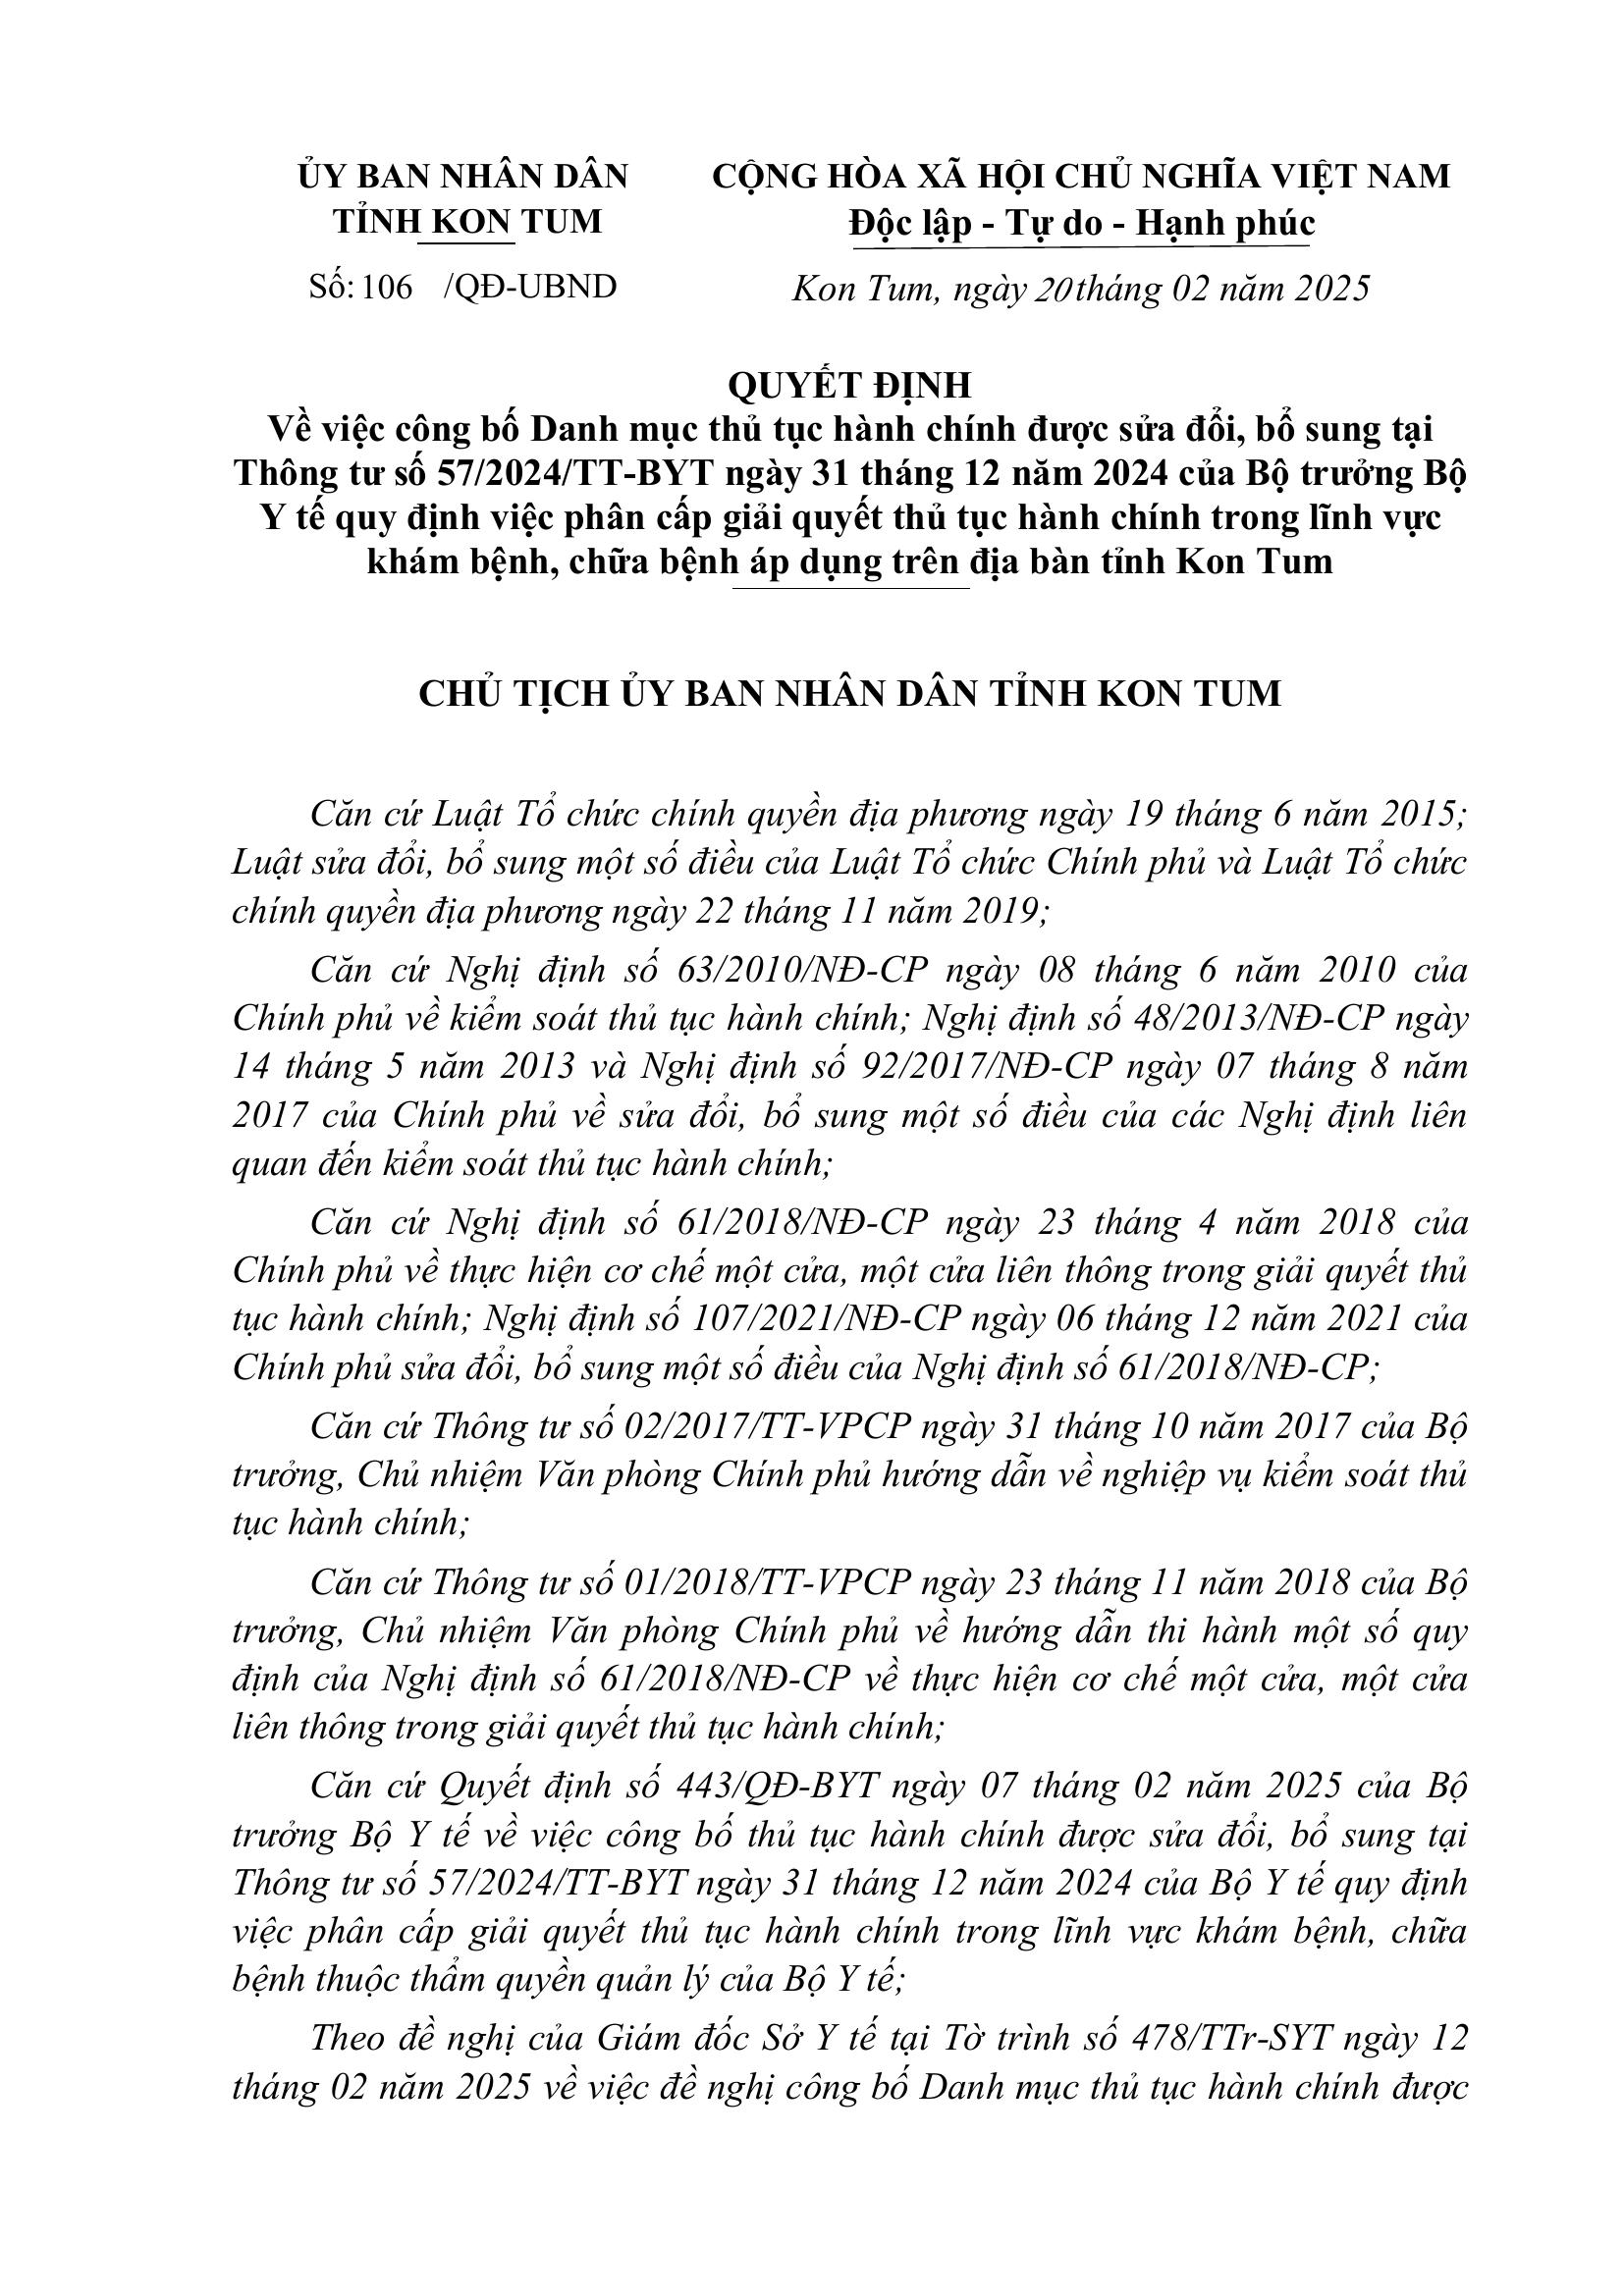 ỦY BAN NHÂN DÂN
TỈNH KON TUM
CỘNG HÒA XÃ HỘI CHỦ NGHĨA VIỆT NAM
Độc lập - Tự do - Hạnh phúc
Số: 106 /QĐ-UBND
Kon Tum, ngày 20 tháng 02 năm 2025
QUYẾT ĐỊNH
Về việc công bố Danh mục thủ tục hành chính được sửa đổi, bổ sung tại
Thông tư số 57/2024/TT-BYT ngày 31 tháng 12 năm 2024 của Bộ trưởng Bộ
Y tế quy định việc phân cấp giải quyết thủ tục hành chính trong lĩnh vực
khám bệnh, chữa bệnh áp dụng trên địa bàn tỉnh Kon Tum
CHỦ TỊCH ỦY BAN NHÂN DÂN TỈNH KON TUM
Căn cứ Luật Tổ chức chính quyền địa phương ngày 19 tháng 6 năm 2015;
Luật sửa đổi, bổ sung một số điều của Luật Tổ chức Chính phủ và Luật Tổ chức
chính quyền địa phương ngày 22 tháng 11 năm 2019;
Căn cứ Nghị định số 63/2010/NĐ-CP ngày 08 tháng 6 năm 2010 của
Chính phủ về kiểm soát thủ tục hành chính; Nghị định số 48/2013/NĐ-CP ngày
14 tháng 5 năm 2013 và Nghị định số 92/2017/NĐ-CP ngày 07 tháng 8 năm
2017 của Chính phủ về sửa đổi, bổ sung một số điều của các Nghị định liên
quan đến kiểm soát thủ tục hành chính;
Căn cứ Nghị định số 61/2018/NĐ-CP ngày 23 tháng 4 năm 2018 của
Chính phủ về thực hiện cơ chế một cửa, một cửa liên thông trong giải quyết thủ
tục hành chính; Nghị định số 107/2021/NĐ-CP ngày 06 tháng 12 năm 2021 của
Chính phủ sửa đổi, bổ sung một số điều của Nghị định số 61/2018/NĐ-CP;
Căn cứ Thông tư số 02/2017/TT-VPCP ngày 31 tháng 10 năm 2017 của Bộ
trưởng, Chủ nhiệm Văn phòng Chính phủ hướng dẫn về nghiệp vụ kiểm soát thủ
tục hành chính;
Căn cứ Thông tư số 01/2018/TT-VPCP ngày 23 tháng 11 năm 2018 của Bộ
trưởng, Chủ nhiệm Văn phòng Chính phủ về hướng dẫn thi hành một số quy
định của Nghị định số 61/2018/NĐ-CP về thực hiện cơ chế một cửa, một cửa
liên thông trong giải quyết thủ tục hành chính;
Căn cứ Quyết định số 443/QĐ-BYT ngày 07 tháng 02 năm 2025 của Bộ
trưởng Bộ Y tế về việc công bố thủ tục hành chính được sửa đổi, bổ sung tại
Thông tư số 57/2024/TT-BYT ngày 31 tháng 12 năm 2024 của Bộ Y tế quy định
việc phân cấp giải quyết thủ tục hành chính trong lĩnh vực khám bệnh, chữa
bệnh thuộc thẩm quyền quản lý của Bộ Y tế;
Theo đề nghị của Giám đốc Sở Y tế tại Tờ trình số 478/TTr-SYT ngày 12
tháng 02 năm 2025 về việc đề nghị công bố Danh mục thủ tục hành chính được